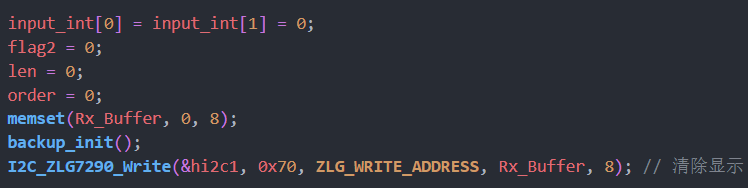 input_int[0] = input_int[1] = 0;
flag2 = 0;
len = 0;
order = 0;
memset(Rx_Buffer, 0, 8);
backup_init();
I2C_ZLG7290_Write(&hi2c1, 0x70, ZLG_WRITE_ADDRESS, Rx_Buffer, 8); // 清除显示